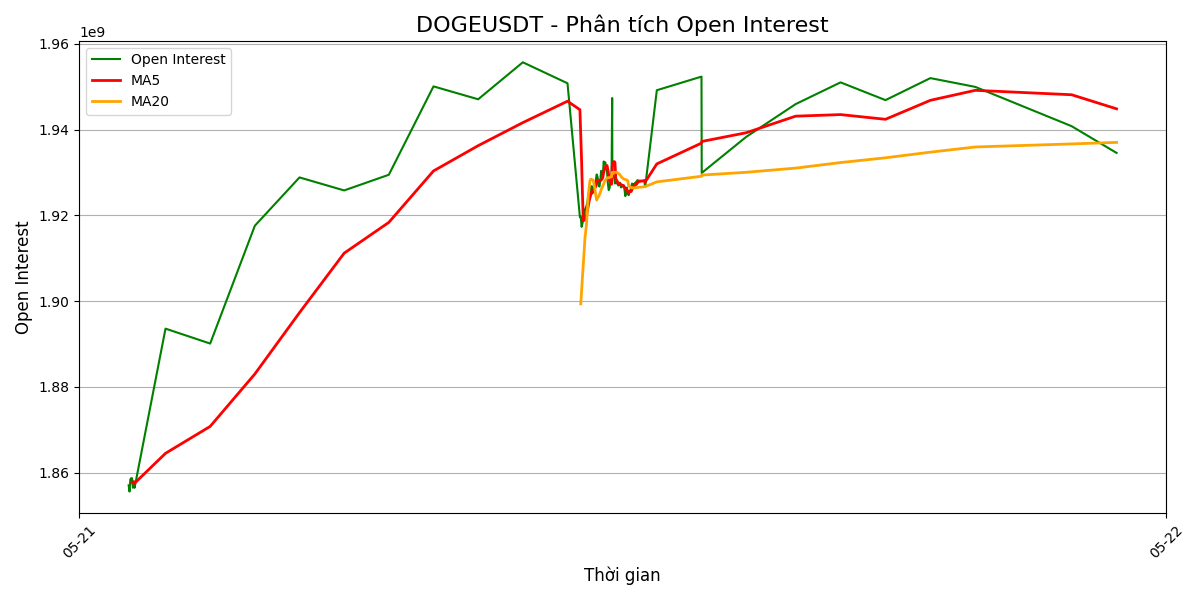 DOGEUSDT - Phân tích Open Interest
1e9
Open Interest
MA5
MA20
1.96
1.94
1.92
1.90
1.88
1.86
Open Interest
05-21
05-22
Thời gian